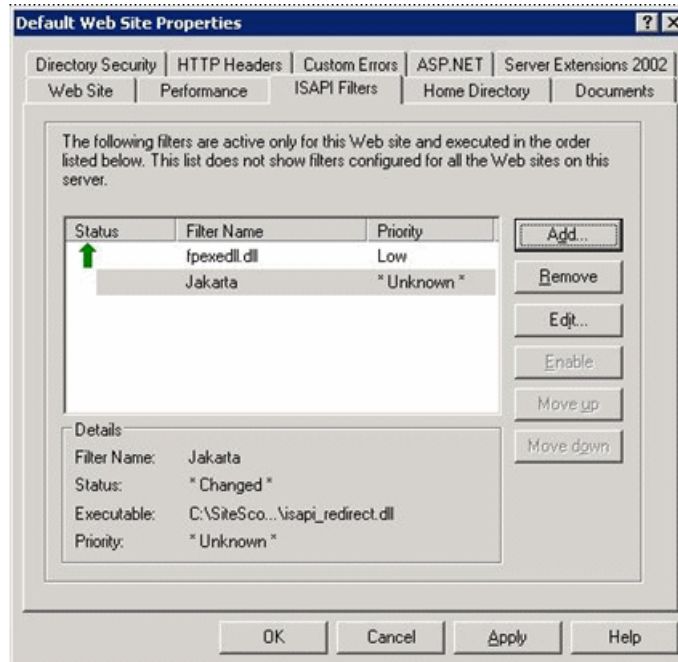 Default Web Site Properties
Directory Security HTTP Headers Custom Errors ASP.NET Server Extensions 2002
Web Site Performance ISAPI Filters Home Directory Documents
The following filters are active only for this Web site and executed in the order
listed below. This list does not show filters configured for all the Web sites on this
server.
Status Filter Name Priority
fpexedll.dll Low
Jakarta * Unknown *
Add...
Remove
Edit...
Enable
Move up
Move down
Details
Filter Name: Jakarta
Status: * Changed *
Executable: C:\SiteSco...\isapi_redirect.dll
Priority: * Unknown *
OK Cancel Apply Help